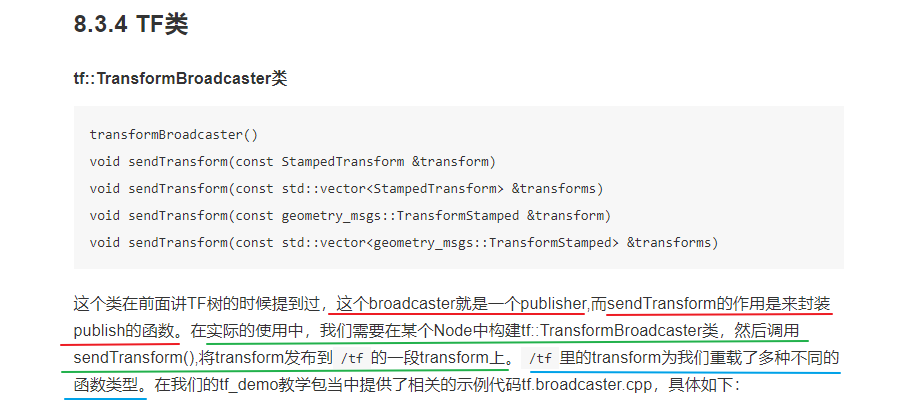 8.3.4 TF类
tf::TransformBroadcaster类
transformBroadcaster()
void sendTransform(const StampedTransform &transform)
void sendTransform(const std::vector<StampedTransform> &transforms)
void sendTransform(const geometry_msgs::TransformStamped &transform)
void sendTransform(const std::vector<geometry_msgs::TransformStamped> &transforms)
这个类在前面讲TF树的时候提到过，这个broadcaster就是一个publisher,而sendTransform的作用是来封装
publish的函数。在实际的使用中，我们需要在某个Node中构建tf::TransformBroadcaster类，然后调用
sendTransform(),将transform发布到 /tf 的一段transform上。 /tf 里的transform为我们重载了多种不同的
函数类型。在我们的tf_demo教学包当中提供了相关的示例代码tf.broadcaster.cpp，具体如下：